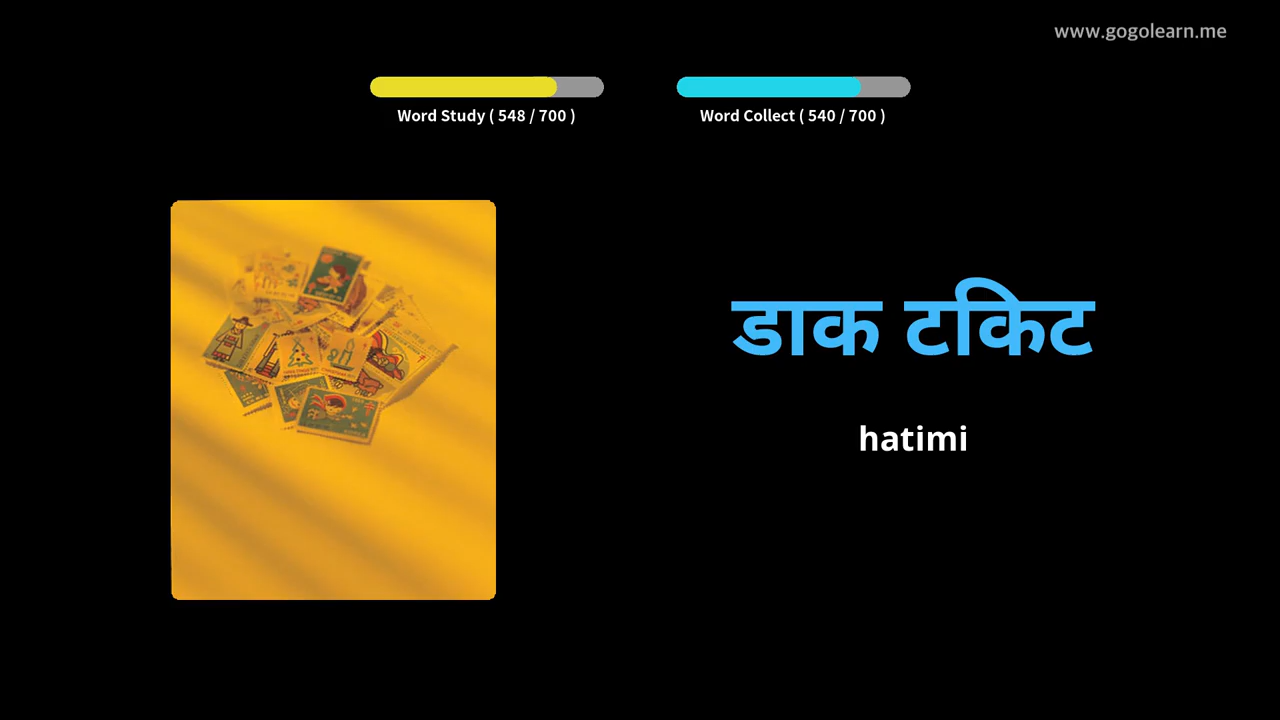 www.gogolearn.me
Word Study ( 548 / 700 )
Word Collect ( 540 / 700 )
डाक टकिट
hatimi